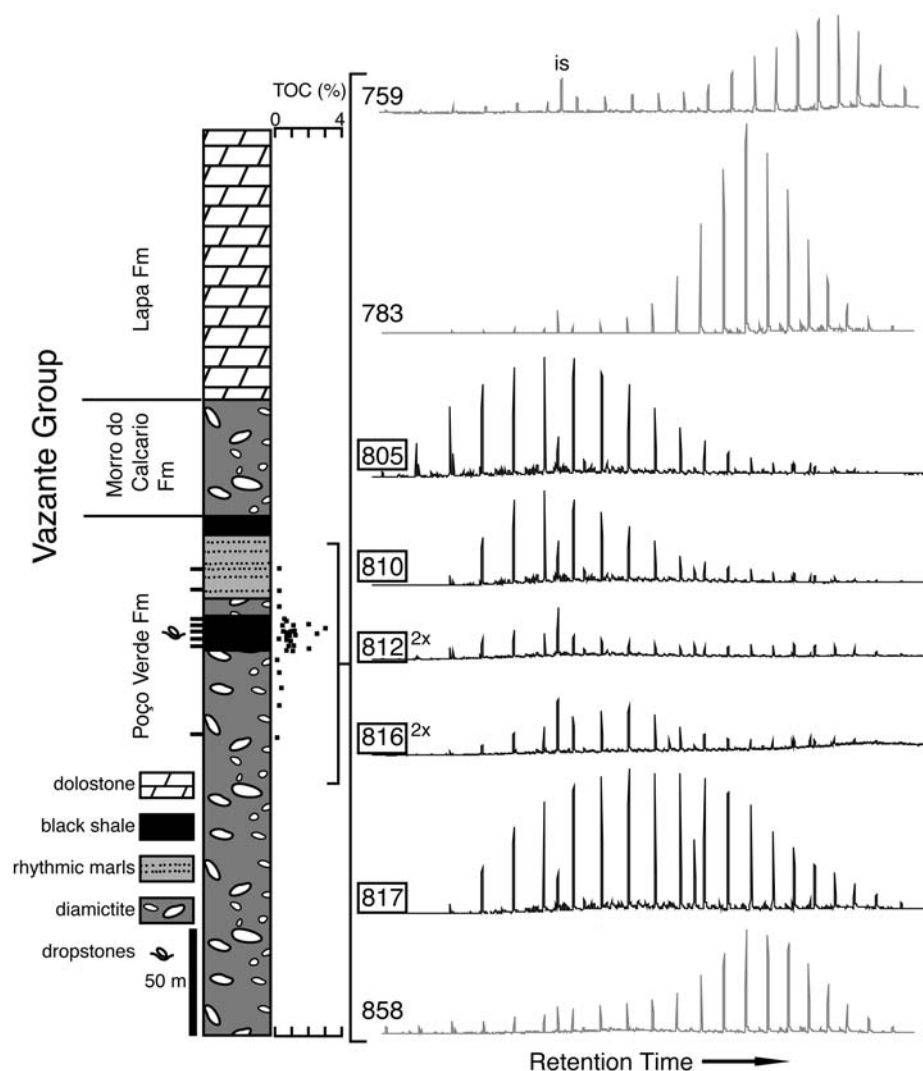 TOC (%)
0 4
Vazante Group
Lapa Fm
Morro do
Calcario
Fm
Poço Verde Fm
dolostone
black shale
rhythmic marls
diamictite
dropstones
50 m
is
759
783
805
810
812 2x
816 2x
817
858
Retention Time